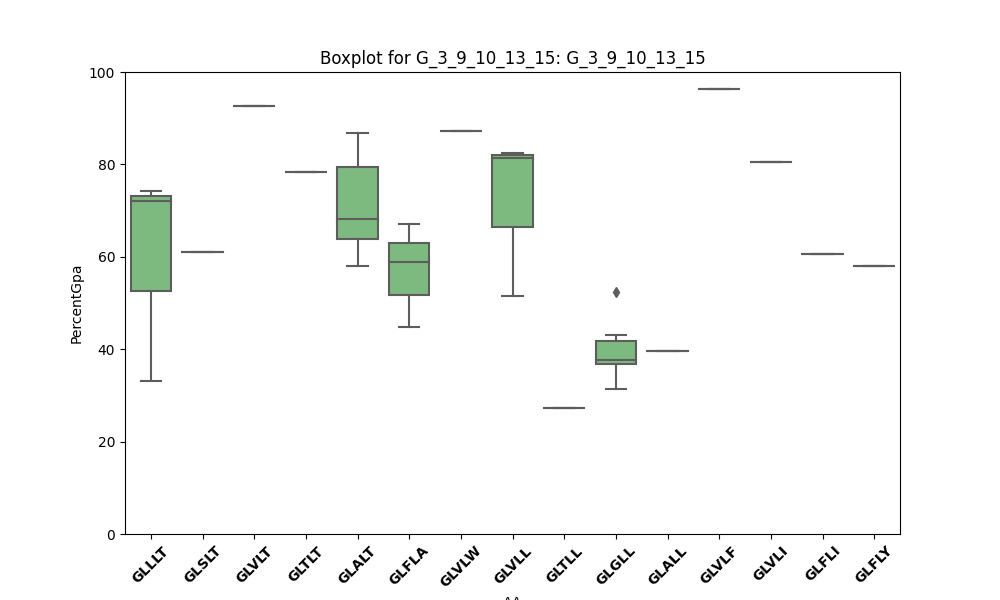 Boxplot for G_3_9_10_13_15: G_3_9_10_13_15
100
80
60
40
20
0
PercentGpa
GLLLT GLSLT GLVLT GLTLT GLALT GLFLA GLVLW GLVLL GLTLL GLGLL GLALL GLVLF GLVLI GLFLI GLFLY